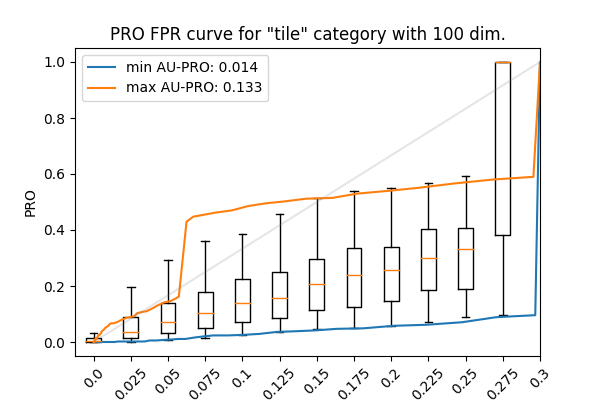 PRO FPR curve for "tile" category with 100 dim.
min AU-PRO: 0.014
max AU-PRO: 0.133
PRO
1.0
0.8
0.6
0.4
0.2
0.0
0.0 0.025 0.05 0.075 0.1 0.125 0.15 0.175 0.2 0.225 0.25 0.275 0.3